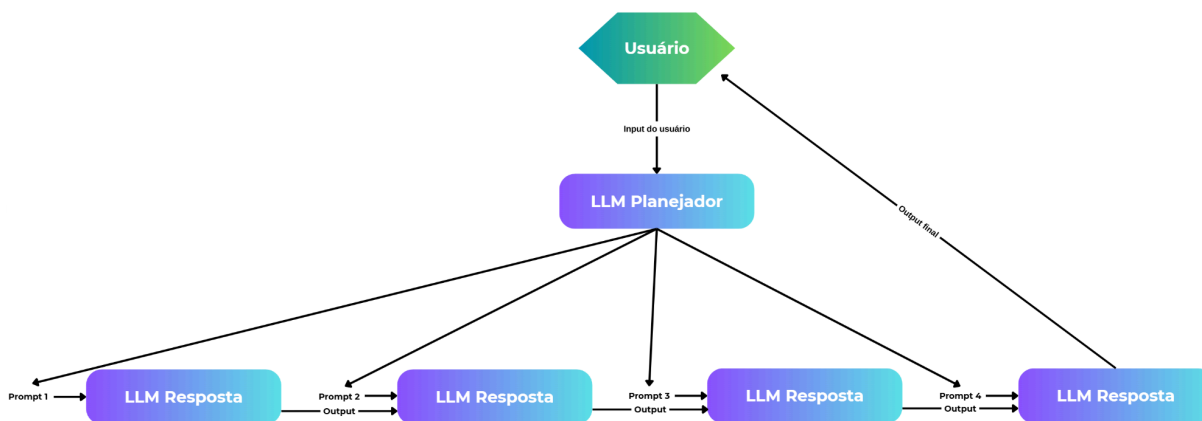 Usuário
Input do usuário
LLM Planejador
Output final
Prompt 1
LLM Resposta
Output
Prompt 2
LLM Resposta
Output
Prompt 3
LLM Resposta
Output
Prompt 4
LLM Resposta